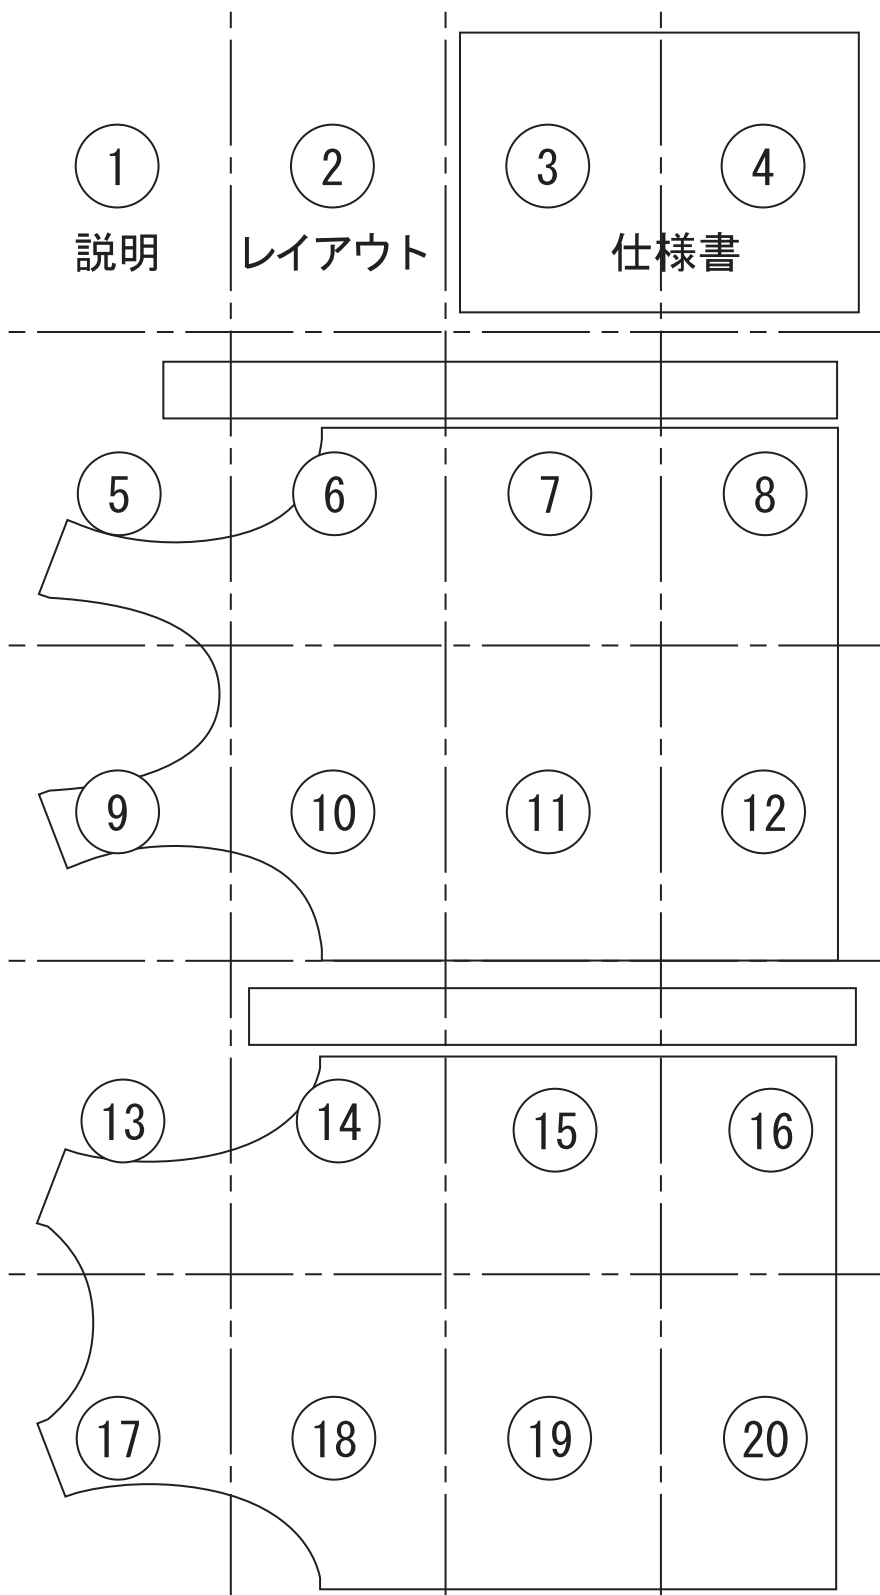 ① ② ③ ④
説明 レイアウト 仕様書
⑤ ⑥ ⑦ ⑧
⑨ ⑩ ⑪ ⑫
⑬ ⑭ ⑮ ⑯
⑰ ⑱ ⑲ ⑳